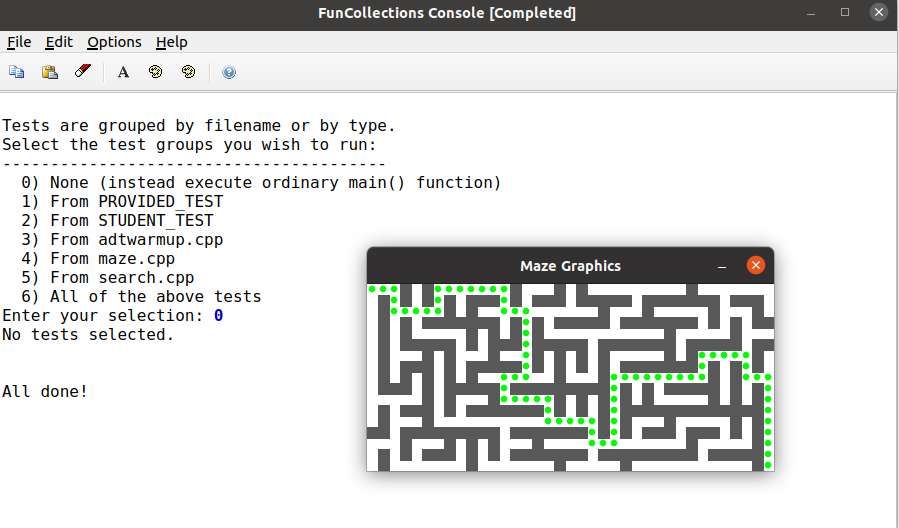 FunCollections Console [Completed]
File Edit Options Help
A
Tests are grouped by filename or by type.
Select the test groups you wish to run:
----------------------------------------
0) None (instead execute ordinary main() function)
1) From PROVIDED_TEST
2) From STUDENT_TEST
3) From adtwarmup.cpp
4) From maze.cpp
5) From search.cpp
6) All of the above tests
Enter your selection: 0
No tests selected.
All done!
Maze Graphics